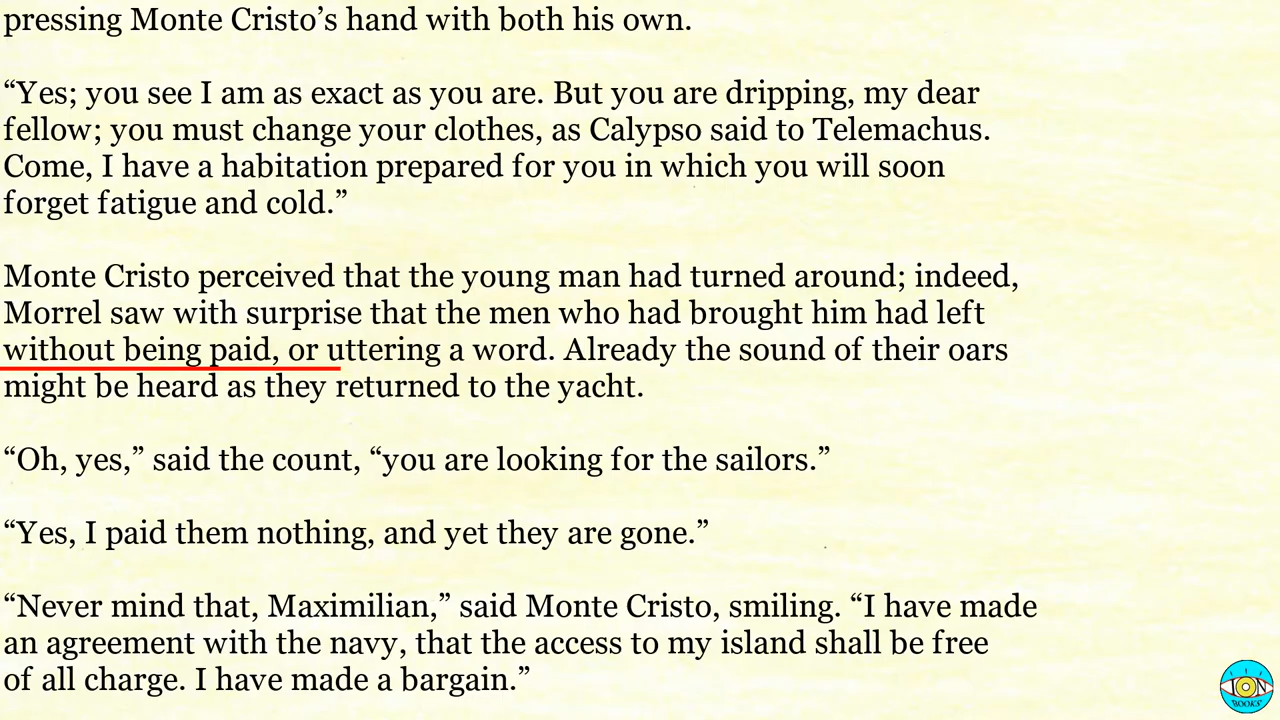 pressing Monte Cristo’s hand with both his own.
“Yes; you see I am as exact as you are. But you are dripping, my dear
fellow; you must change your clothes, as Calypso said to Telemachus.
Come, I have a habitation prepared for you in which you will soon
forget fatigue and cold.”
Monte Cristo perceived that the young man had turned around; indeed,
Morrel saw with surprise that the men who had brought him had left
without being paid, or uttering a word. Already the sound of their oars
might be heard as they returned to the yacht.
“Oh, yes,” said the count, “you are looking for the sailors.”
“Yes, I paid them nothing, and yet they are gone.”
“Never mind that, Maximilian,” said Monte Cristo, smiling. “I have made
an agreement with the navy, that the access to my island shall be free
of all charge. I have made a bargain.”
ION
BOOKS